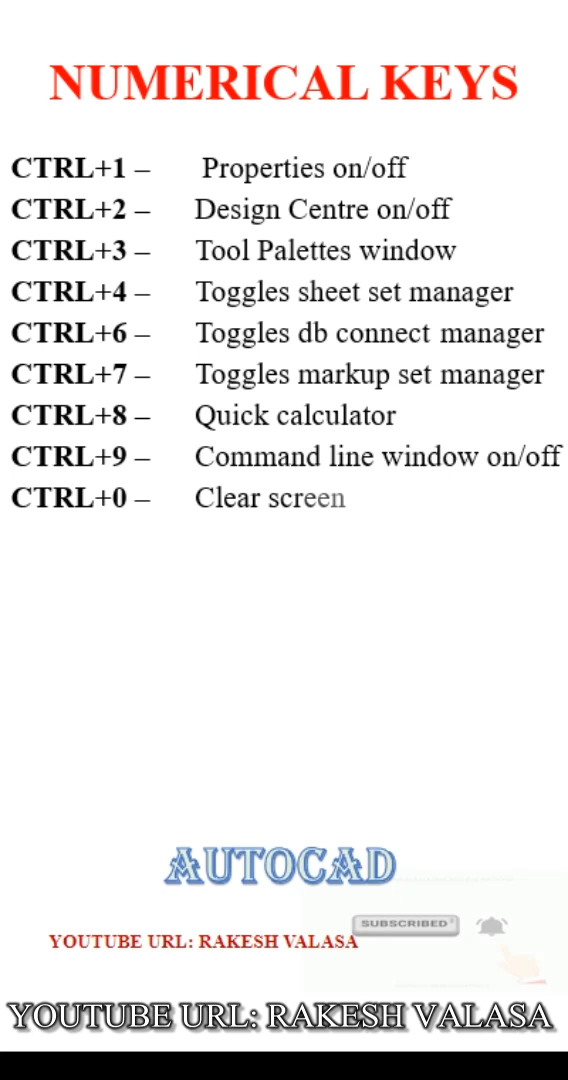 NUMERICAL KEYS
CTRL+1 – Properties on/off
CTRL+2 – Design Centre on/off
CTRL+3 – Tool Palettes window
CTRL+4 – Toggles sheet set manager
CTRL+6 – Toggles db connect manager
CTRL+7 – Toggles markup set manager
CTRL+8 – Quick calculator
CTRL+9 – Command line window on/off
CTRL+0 – Clear screen
AUTOCAD
SUBSCRIBED
YOUTUBE URL: RAKESH VALASA
YOUTUBE URL: RAKESH VALASA